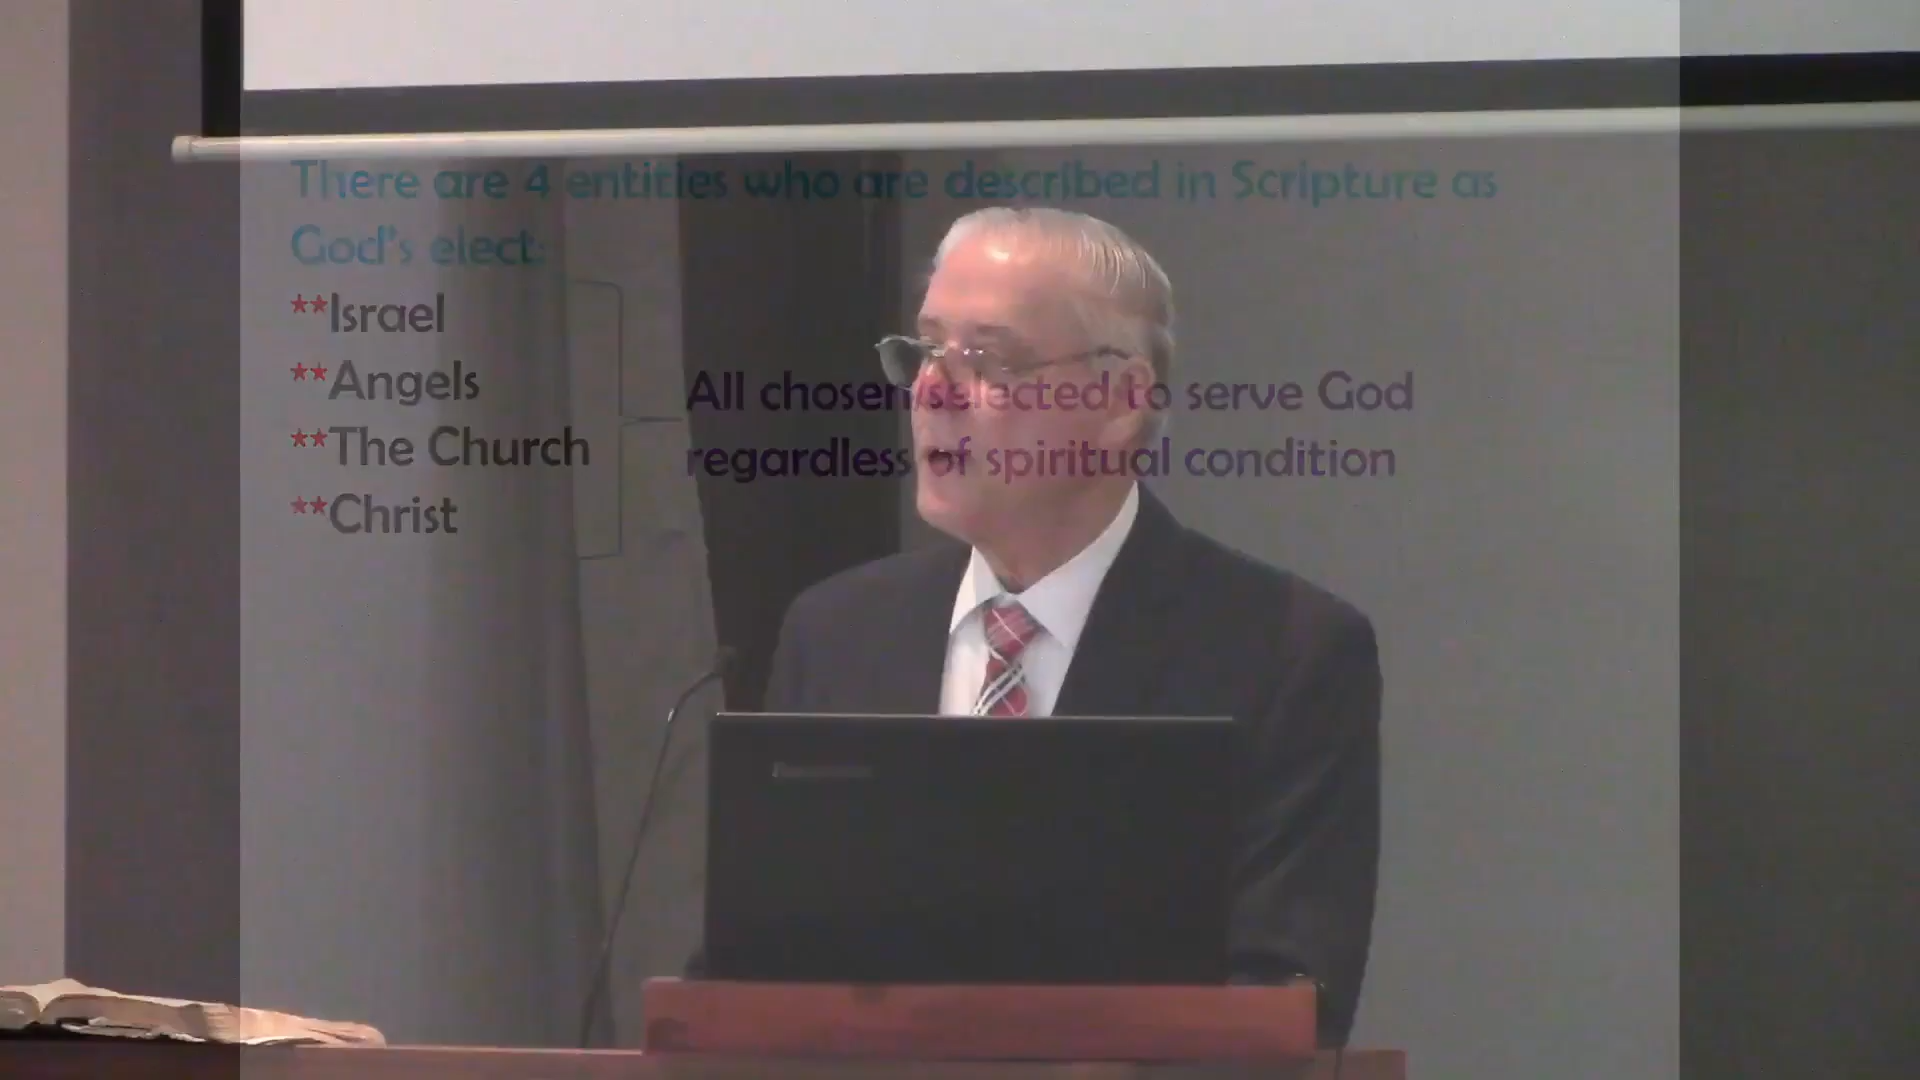 There are 4 entities who are described in Scripture as
God's elect:
**Israel
**Angels
**The Church
**Christ
All chosen/selected to serve God
regardless of spiritual condition